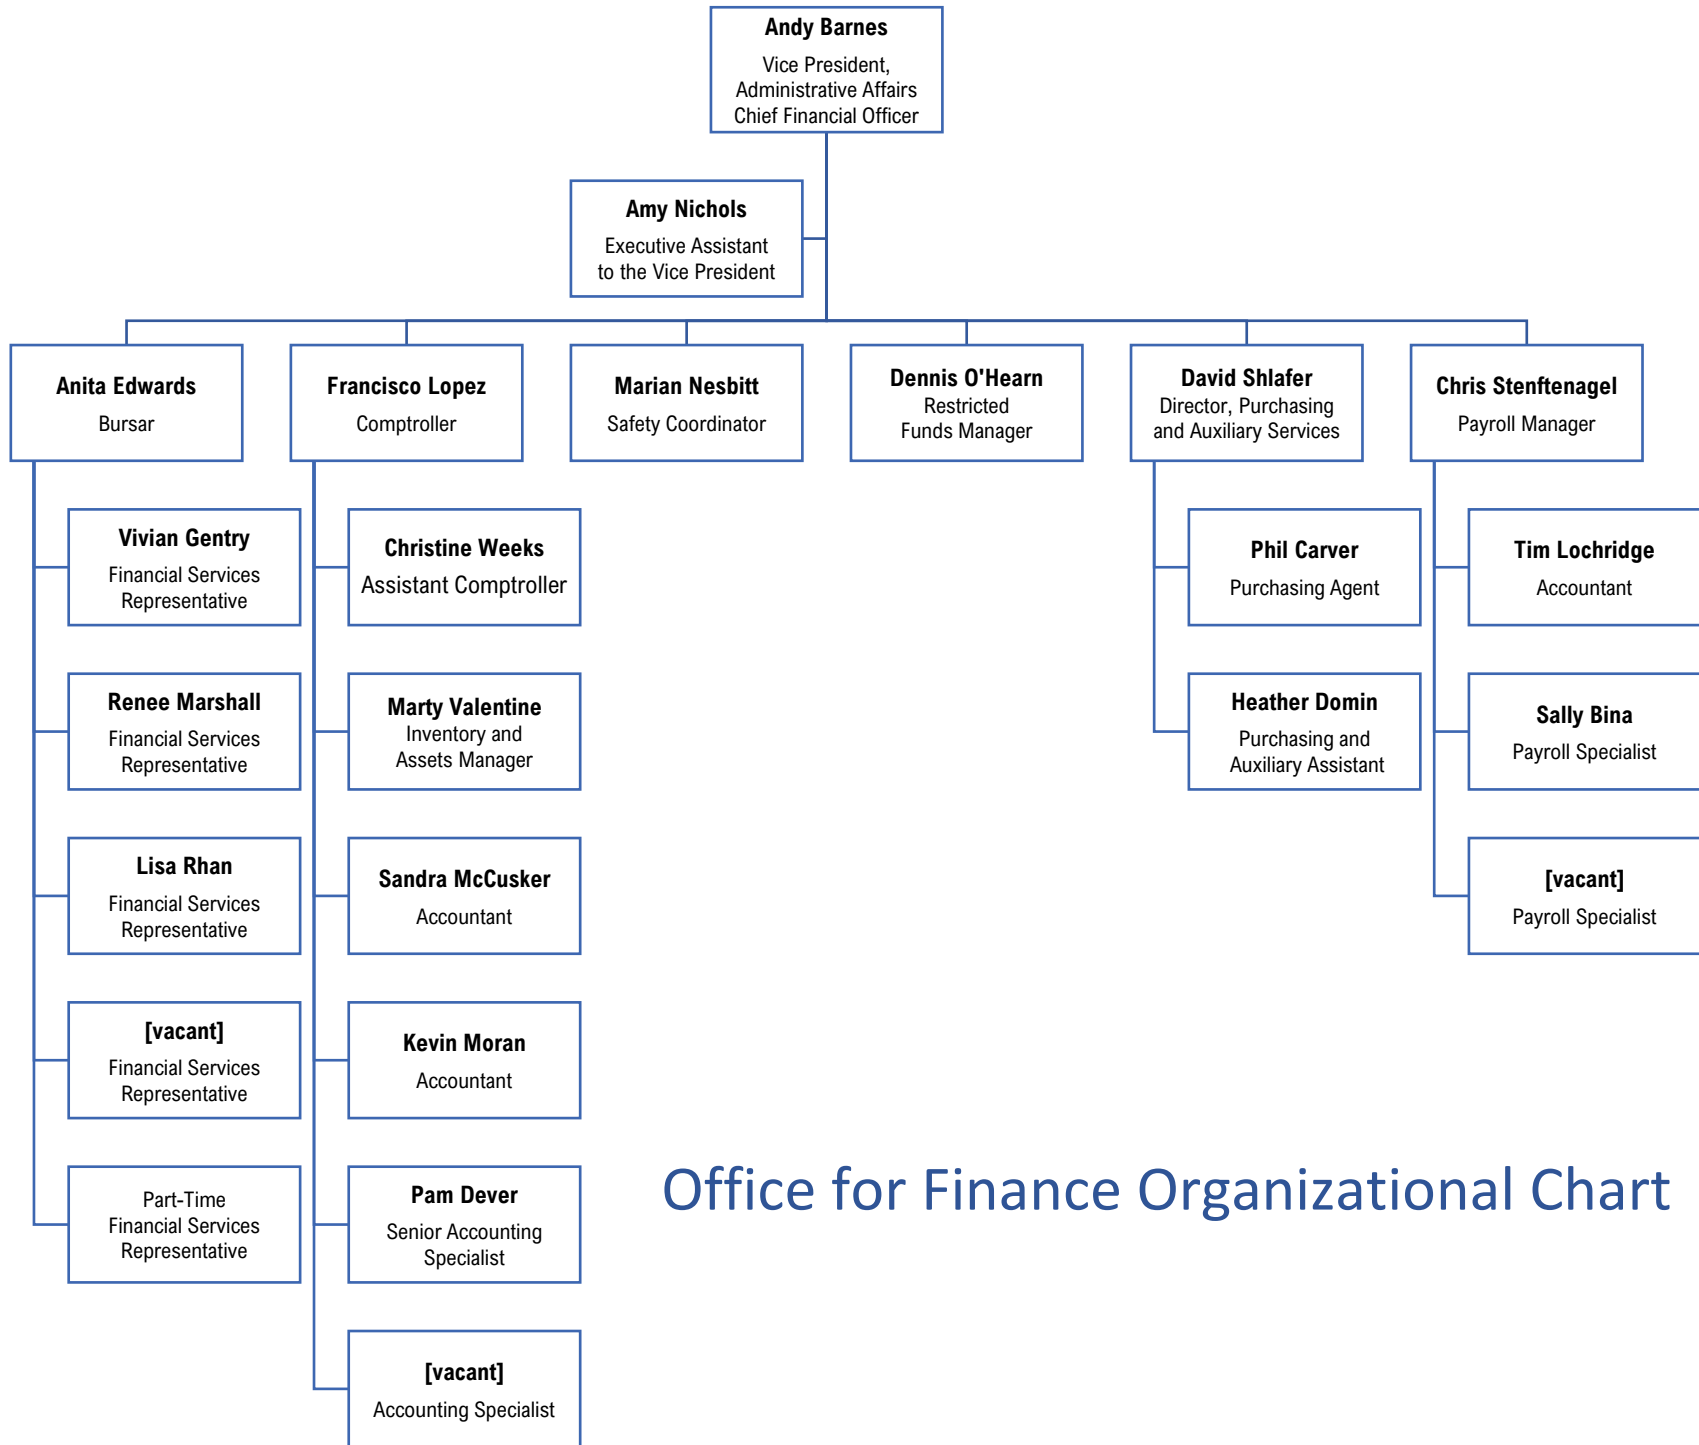 Andy Barnes
Vice President,
Administrative Affairs
Chief Financial Officer
Amy Nichols
Executive Assistant
to the Vice President
Anita Edwards
Bursar
Francisco Lopez
Comptroller
Marian Nesbitt
Safety Coordinator
Dennis O'Hearn
Restricted
Funds Manager
David Shlafer
Director, Purchasing
and Auxiliary Services
Chris Stenftenagel
Payroll Manager
Vivian Gentry
Financial Services
Representative
Christine Weeks
Assistant Comptroller
Phil Carver
Purchasing Agent
Tim Lochridge
Accountant
Renee Marshall
Financial Services
Representative
Marty Valentine
Inventory and
Assets Manager
Heather Domin
Purchasing and
Auxiliary Assistant
Sally Bina
Payroll Specialist
Lisa Rhan
Financial Services
Representative
Sandra McCusker
Accountant
[vacant]
Payroll Specialist
[vacant]
Financial Services
Representative
Kevin Moran
Accountant
Part-Time
Financial Services
Representative
Pam Dever
Senior Accounting
Specialist
Office for Finance Organizational Chart
[vacant]
Accounting Specialist